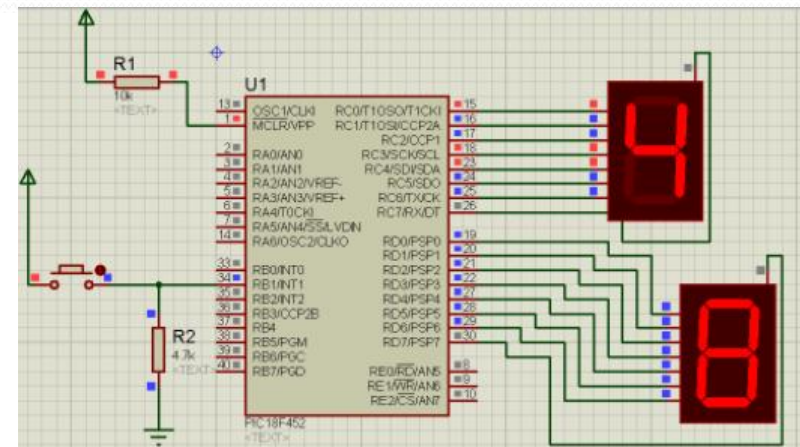 R1
10k
<TEXT>
U1
13 OSC1/CLKI RC0/T1OSO/T1CKI 15
1 MCLR/VPP RC1/T1OSI/CCP2A 16
RC2/CCP1 17
2 RA0/AN0 RC3/SCK/SCL 18
3 RA1/AN1 RC4/SDI/SDA 23
4 RA2/AN2/VREF- RC5/SDO 24
5 RA3/AN3/VREF+ RC6/TX/CK 25
6 RA4/T0CKI RC7/RX/DT 26
7 RA5/AN4/SS/LVDIN
14 RA6/OSC2/CLKO RD0/PSP0 19
RD1/PSP1 20
33 RB0/INT0 RD2/PSP2 21
34 RB1/INT1 RD3/PSP3 22
35 RB2/INT2 RD4/PSP4 27
36 RB3/CCP2B RD5/PSP5 28
37 RB4 RD6/PSP6 29
38 RB5/PGM RD7/PSP7 30
39 RB6/PGC
40 RB7/PGD RE0/RD/AN5 8
RE1/WR/AN6 9
RE2/CS/AN7 10
PIC18F452
<TEXT>
R2
4.7k
<TEXT>
4
8